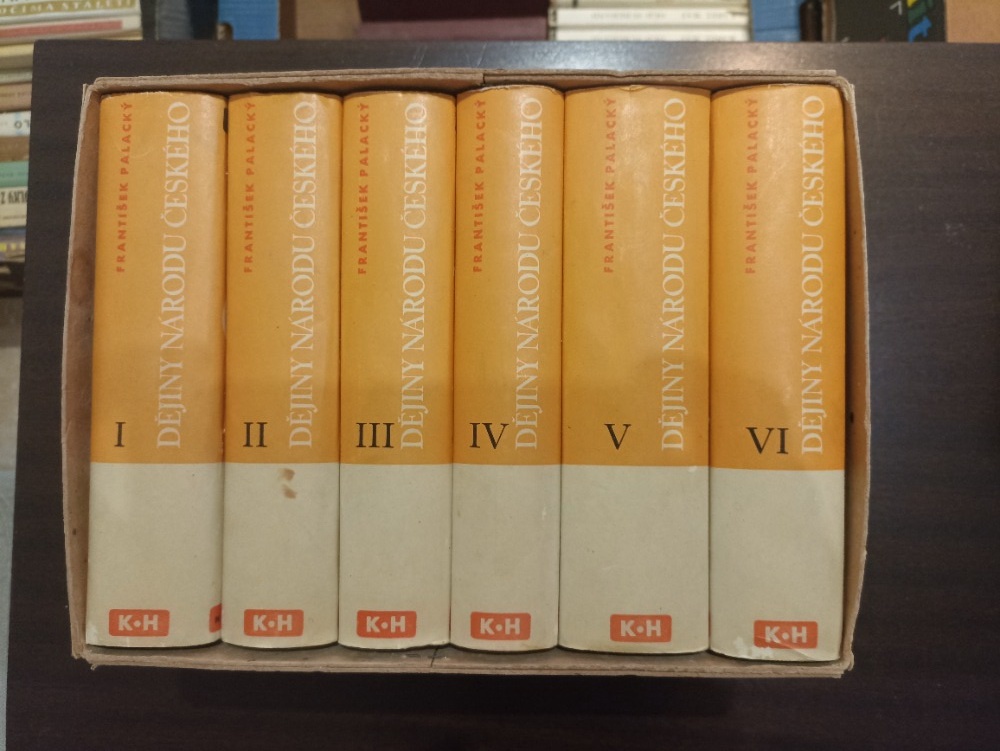 FRANTIŠEK PALACKÝ
DĚJINY NÁRODU ČESKÉHO
I
K•H
FRANTIŠEK PALACKÝ
DĚJINY NÁRODU ČESKÉHO
II
K•H
FRANTIŠEK PALACKÝ
DĚJINY NÁRODU ČESKÉHO
III
K•H
FRANTIŠEK PALACKÝ
DĚJINY NÁRODU ČESKÉHO
IV
K•H
FRANTIŠEK PALACKÝ
DĚJINY NÁRODU ČESKÉHO
V
K•H
FRANTIŠEK PALACKÝ
DĚJINY NÁRODU ČESKÉHO
VI
K•H